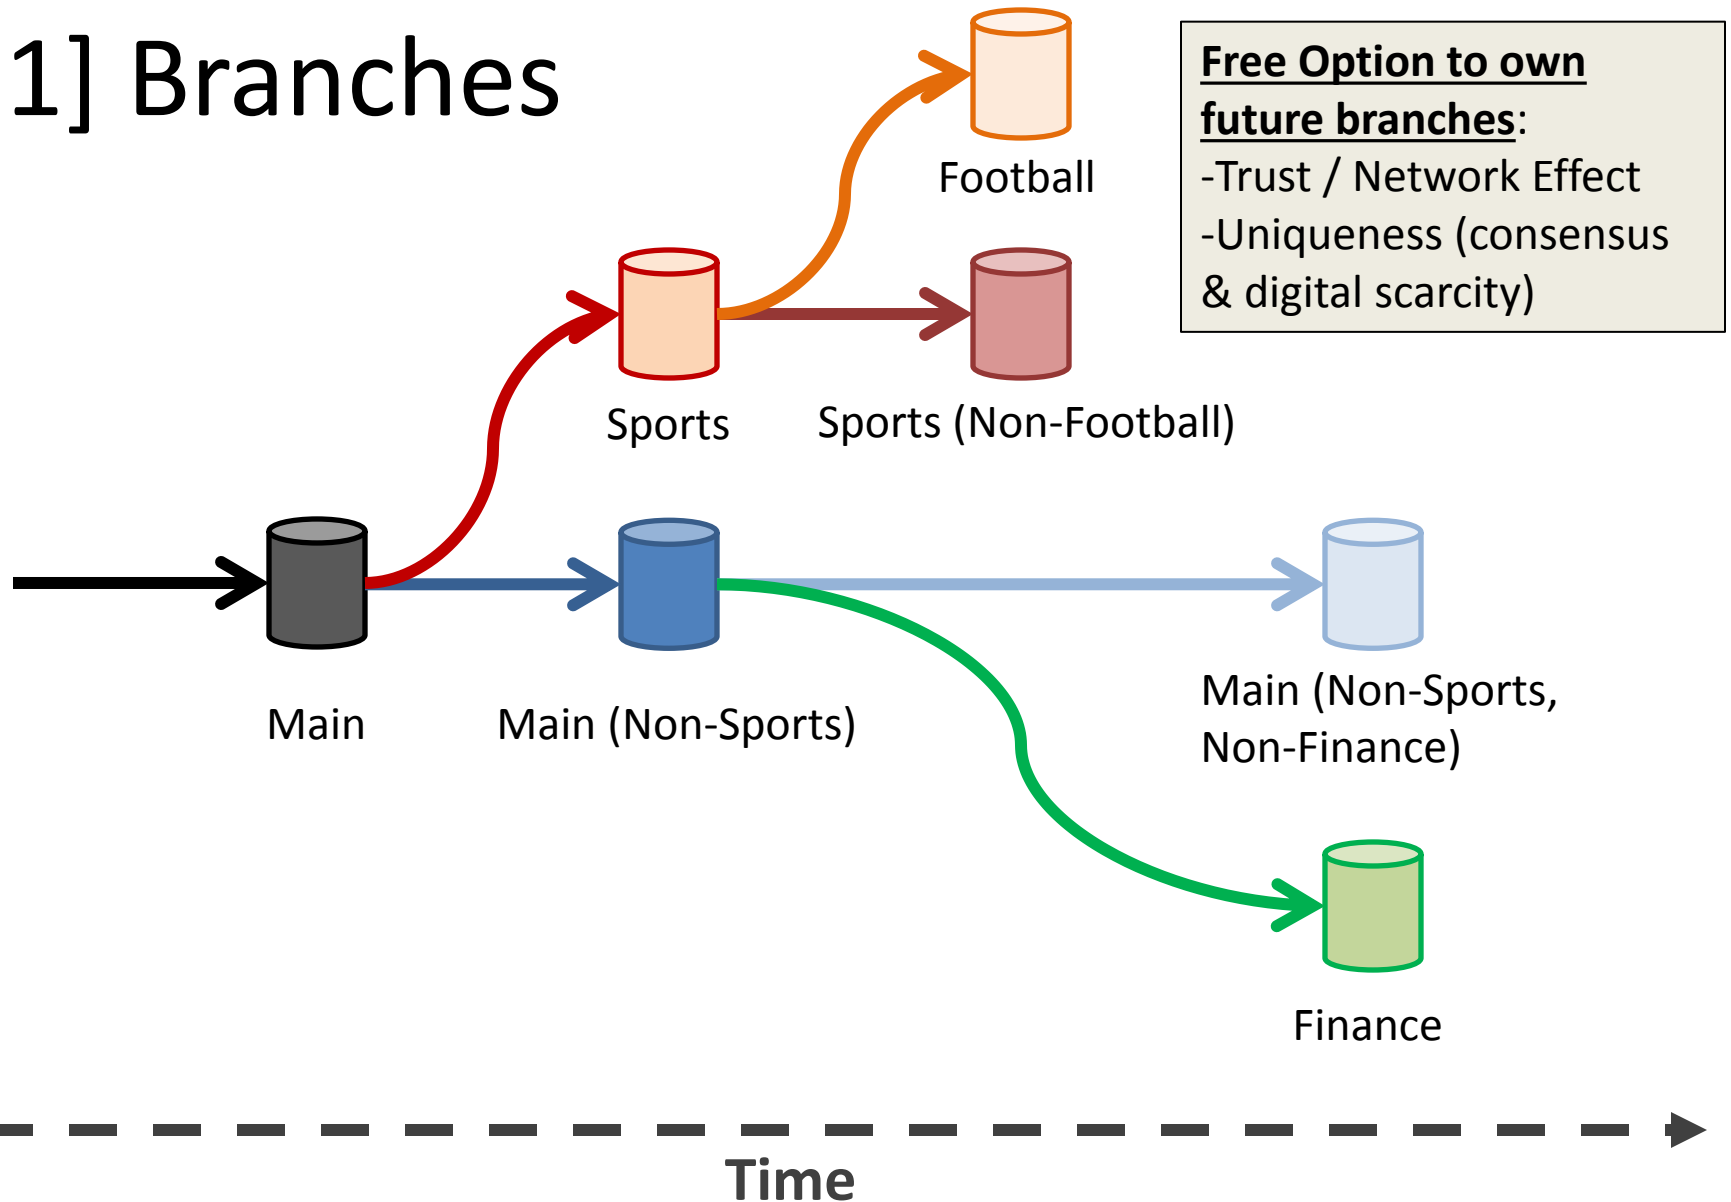 1] Branches
Free Option to own
future branches:
-Trust / Network Effect
-Uniqueness (consensus
& digital scarcity)
Football
Sports
Sports (Non-Football)
Main
Main (Non-Sports)
Main (Non-Sports,
Non-Finance)
Finance
Time